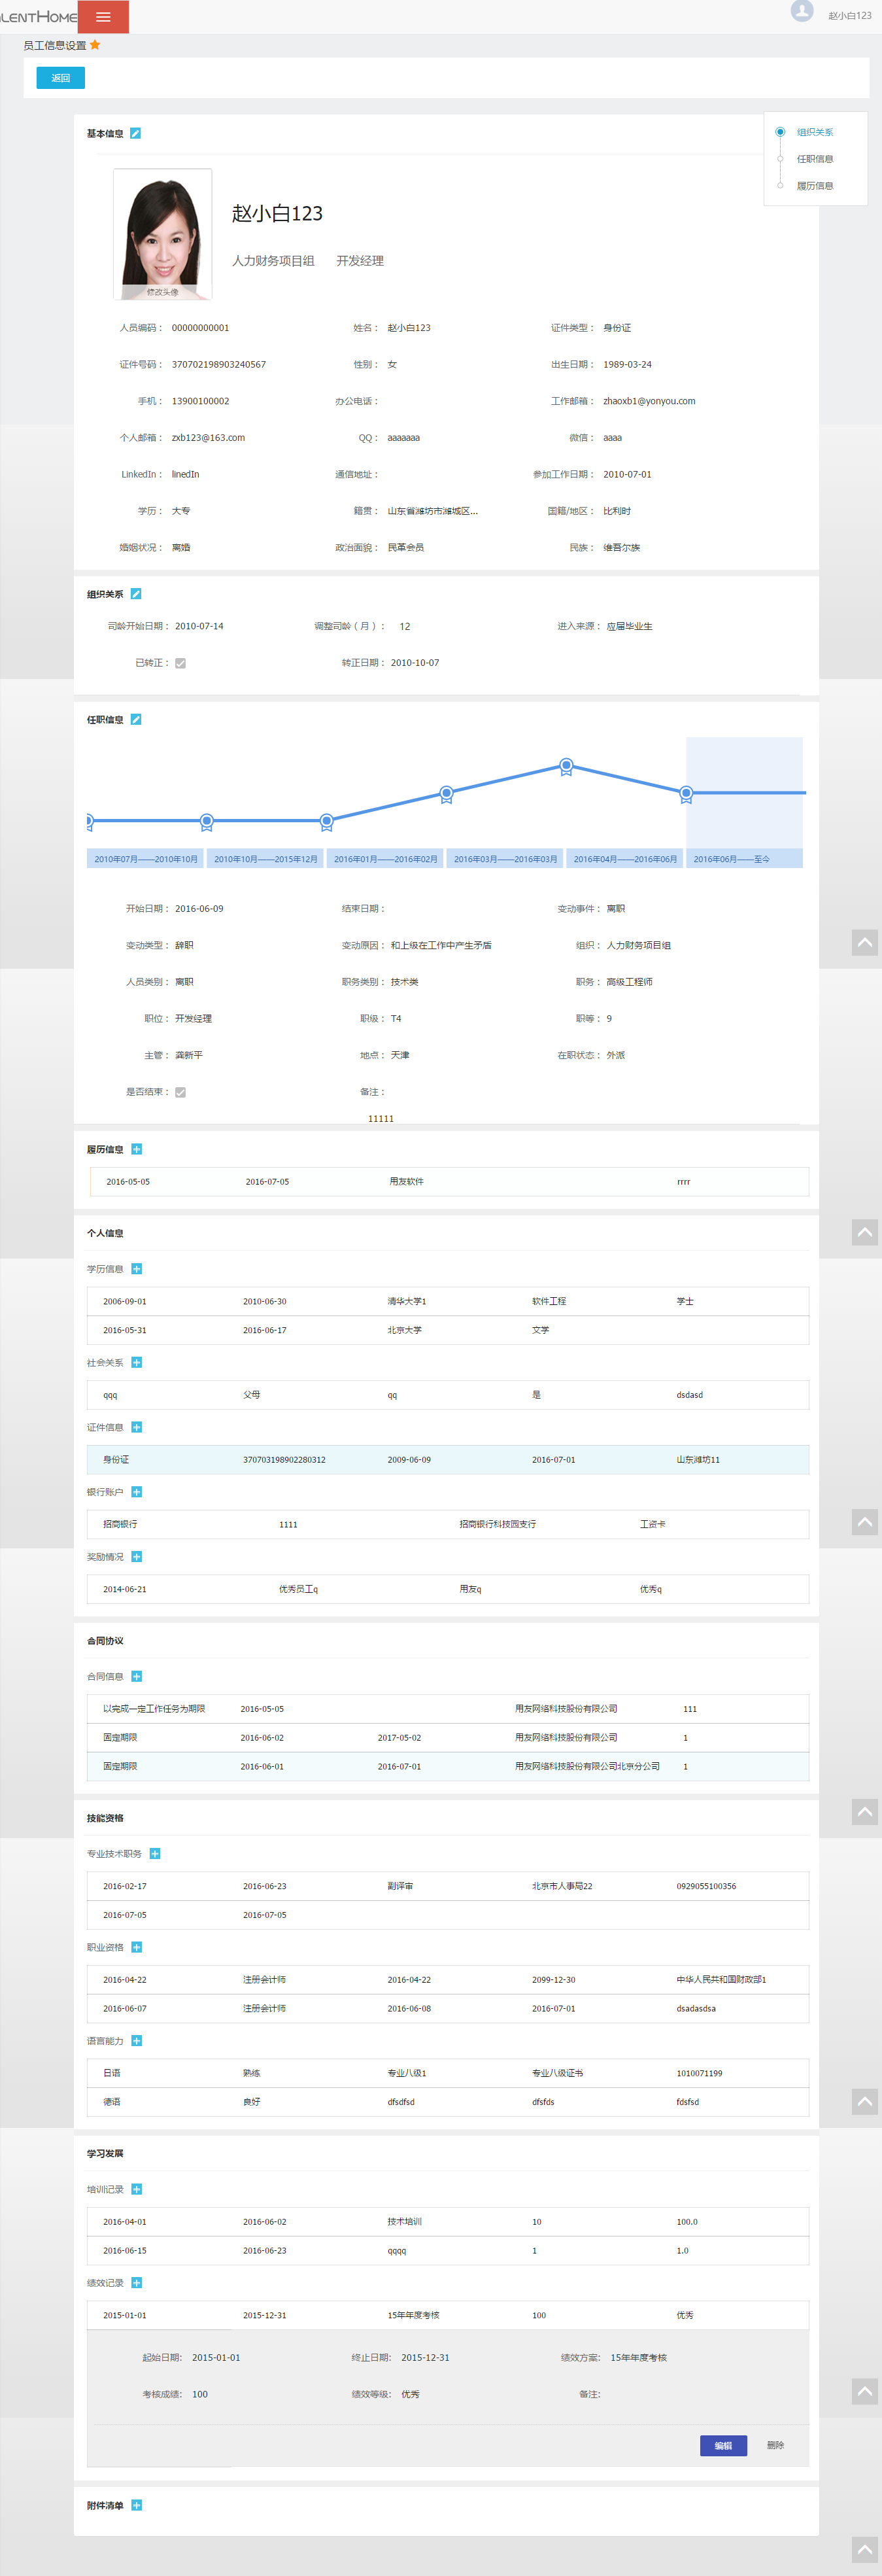 LENTHOME
赵小白123
员工信息设置
返回
基本信息
组织关系
任职信息
履历信息
赵小白123
人力财务项目组 开发经理
修改头像
人员编码： 00000000001 姓名： 赵小白123 证件类型： 身份证
证件号码： 370702198903240567 性别： 女 出生日期： 1989-03-24
手机： 13900100002 办公电话： 工作邮箱： zhaoxb1@yonyou.com
个人邮箱： zxb123@163.com QQ： aaaaaaa 微信： aaaa
LinkedIn： linedIn 通信地址： 参加工作日期： 2010-07-01
学历： 大专 籍贯： 山东省潍坊市潍城区... 国籍/地区： 比利时
婚姻状况： 离婚 政治面貌： 民革会员 民族： 维吾尔族
组织关系
司龄开始日期： 2010-07-14 调整司龄（月）： 12 进入来源： 应届毕业生
已转正： 转正日期： 2010-10-07
任职信息
2010年07月——2010年10月 2010年10月——2015年12月 2016年01月——2016年02月 2016年03月——2016年03月 2016年04月——2016年06月 2016年06月——至今
开始日期： 2016-06-09 结束日期： 变动事件： 离职
变动类型： 辞职 变动原因： 和上级在工作中产生矛盾 组织： 人力财务项目组
人员类别： 离职 职务类别： 技术类 职务： 高级工程师
职位： 开发经理 职级： T4 职等： 9
主管： 龚新平 地点： 天津 在职状态： 外派
是否结束： 备注：
11111
履历信息
2016-05-05 2016-07-05 用友软件 rrrr
个人信息
学历信息
2006-09-01 2010-06-30 清华大学1 软件工程 学士
2016-05-31 2016-06-17 北京大学 文学
社会关系
qqq 父母 qq 是 dsdasd
证件信息
身份证 370703198902280312 2009-06-09 2016-07-01 山东潍坊11
银行账户
招商银行 1111 招商银行科技园支行 工资卡
奖励情况
2014-06-21 优秀员工q 用友q 优秀q
合同协议
合同信息
以完成一定工作任务为期限 2016-05-05 用友网络科技股份有限公司 111
固定期限 2016-06-02 2017-05-02 用友网络科技股份有限公司 1
固定期限 2016-06-01 2016-07-01 用友网络科技股份有限公司北京分公司 1
技能资格
专业技术职务
2016-02-17 2016-06-23 副评审 北京市人事局22 0929055100356
2016-07-05 2016-07-05
职业资格
2016-04-22 注册会计师 2016-04-22 2099-12-30 中华人民共和国财政部1
2016-06-07 注册会计师 2016-06-08 2016-07-01 dsadasdsa
语言能力
日语 熟练 专业八级1 专业八级证书 1010071199
德语 良好 dfsdfsd dfsfds fdsfsd
学习发展
培训记录
2016-04-01 2016-06-02 技术培训 10 100.0
2016-06-15 2016-06-23 qqqq 1 1.0
绩效记录
2015-01-01 2015-12-31 15年年度考核 100 优秀
起始日期: 2015-01-01 终止日期: 2015-12-31 绩效方案: 15年年度考核
考核成绩: 100 绩效等级: 优秀 备注:
编辑 删除
附件清单